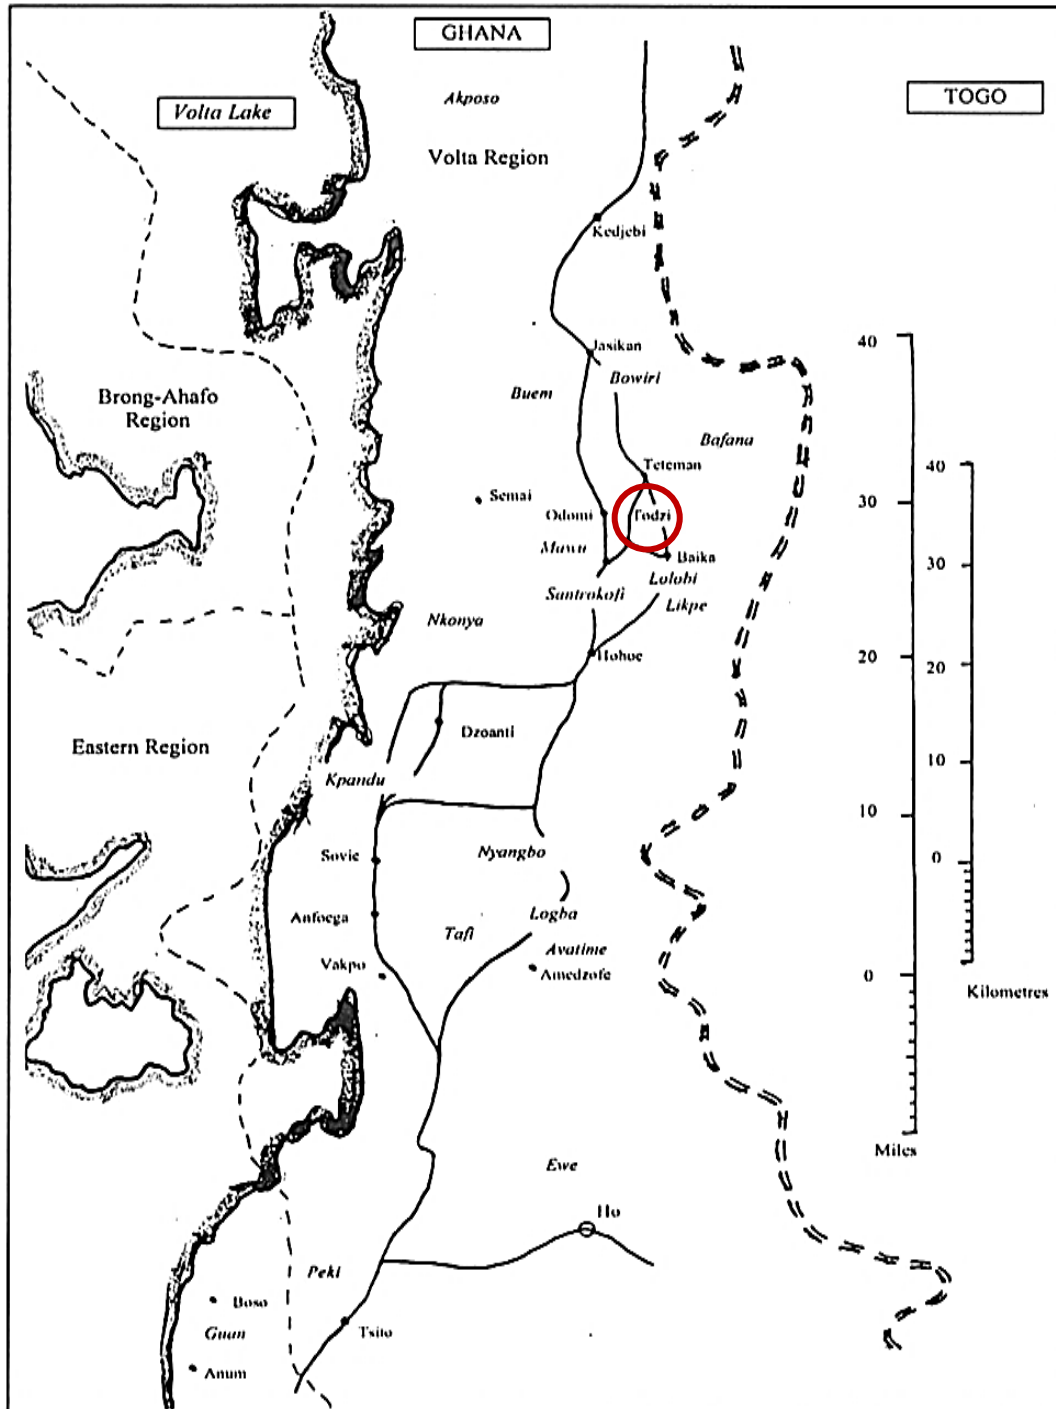 GHANA
Volta Lake
Akposo
TOGO
Volta Region
Kedjebi
40
Jasikan
Bowiri
Buem
Brong-Ahafo
Region
Bafana
Teteman
40
Semai
Odomi
Todzi
30
Mawu
Baika
30
Lolobi
Santrokofi
Likpe
Nkonya
Hohoe
20
20
Dzoanti
Eastern Region
Kpandu
10
10
Sovie
Nyangbo
0
Anfoega
Logba
Tafi
Avatime
Vakpo
Amedzofe
0
Kilometres
Miles
Ewe
Ho
Peki
Boso
Guan
Tsito
Anum